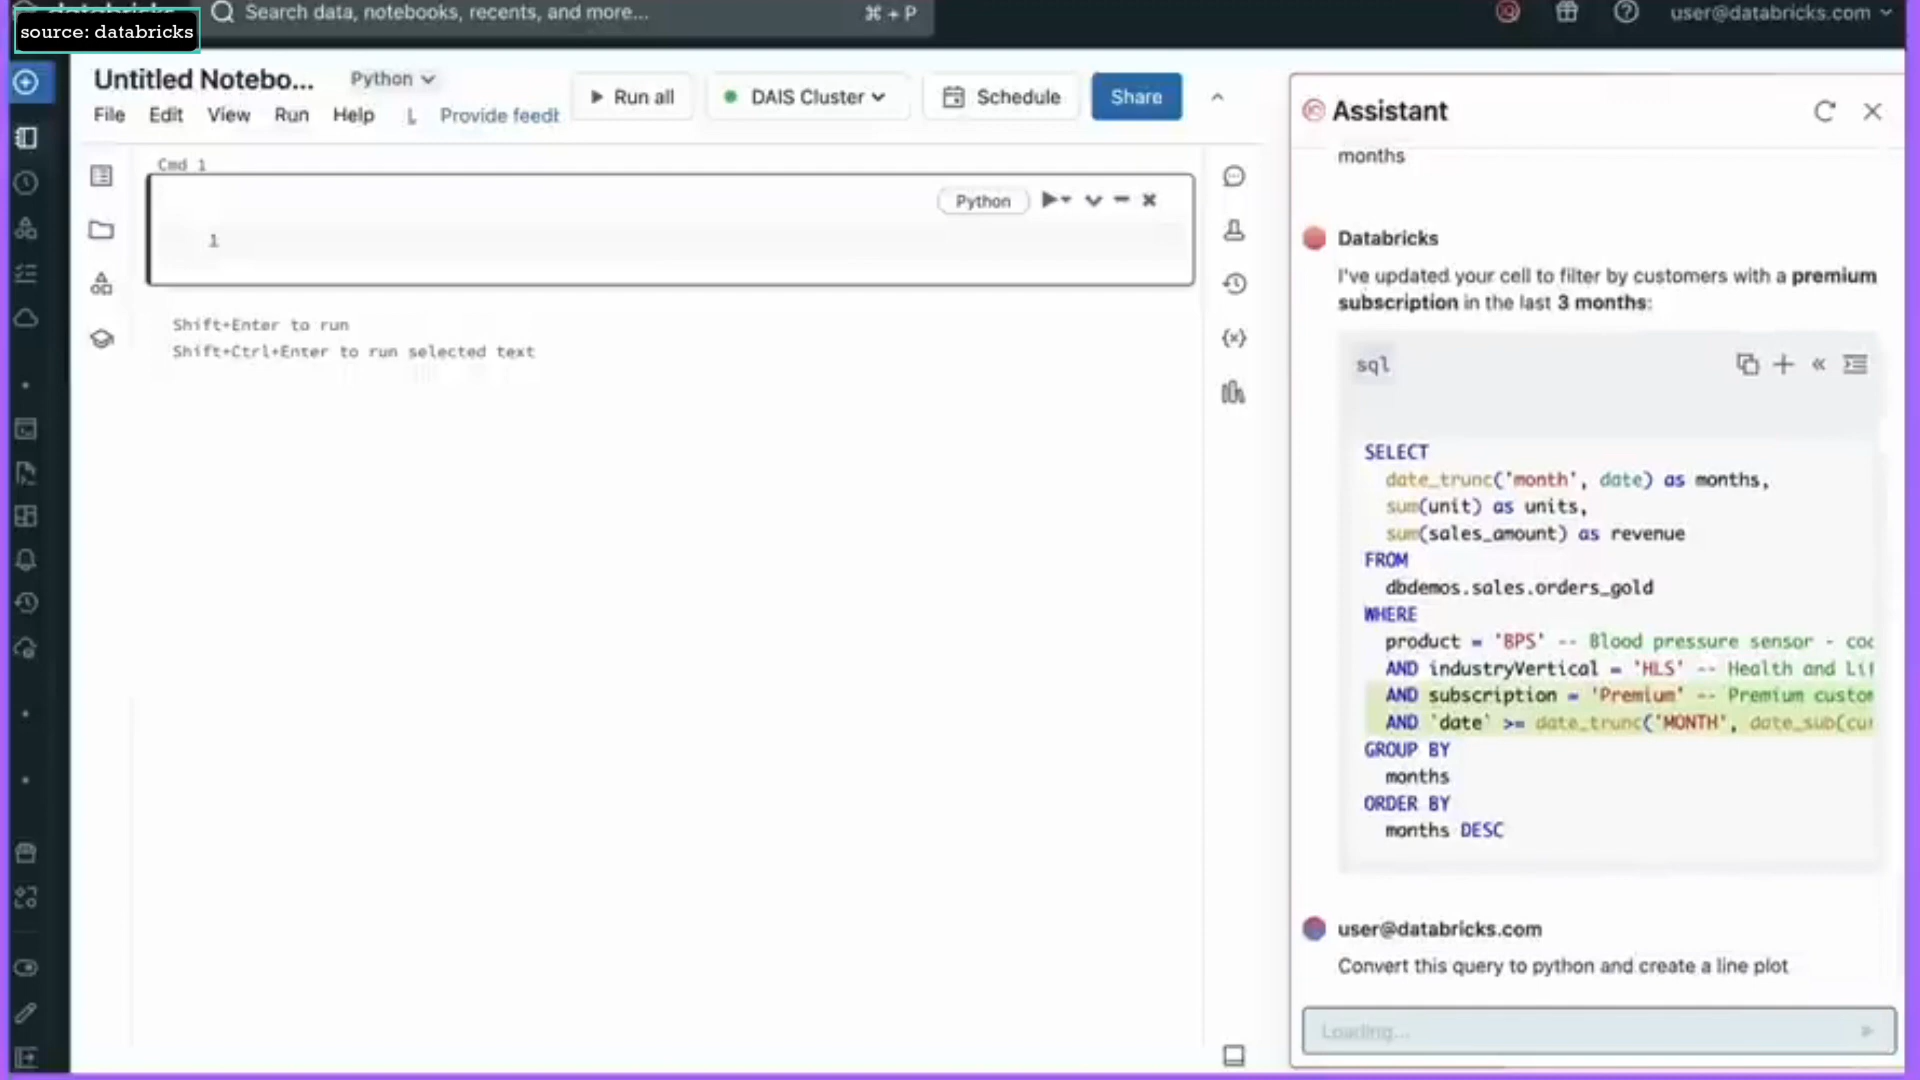 source: databricks
Search data, notebooks, recents, and more...
⌘ + P
user@databricks.com
Untitled Notebo...
Python
File Edit View Run Help
Provide feedb
Run all
DAIS Cluster
Schedule
Share
Cmd 1
Python
1
Shift+Enter to run
Shift+Ctrl+Enter to run selected text
Assistant
months
Databricks
I've updated your cell to filter by customers with a premium
subscription in the last 3 months:
sql
SELECT
date_trunc('month', date) as months,
sum(unit) as units,
sum(sales_amount) as revenue
FROM
dbdemos.sales.orders_gold
WHERE
product = 'BPS' -- Blood pressure sensor - coc
AND industryVertical = 'HLS' -- Health and Lif
AND subscription = 'Premium' -- Premium custom
AND `date` >= date_trunc('MONTH', date_sub(cur
GROUP BY
months
ORDER BY
months DESC
user@databricks.com
Convert this query to python and create a line plot
Loading...